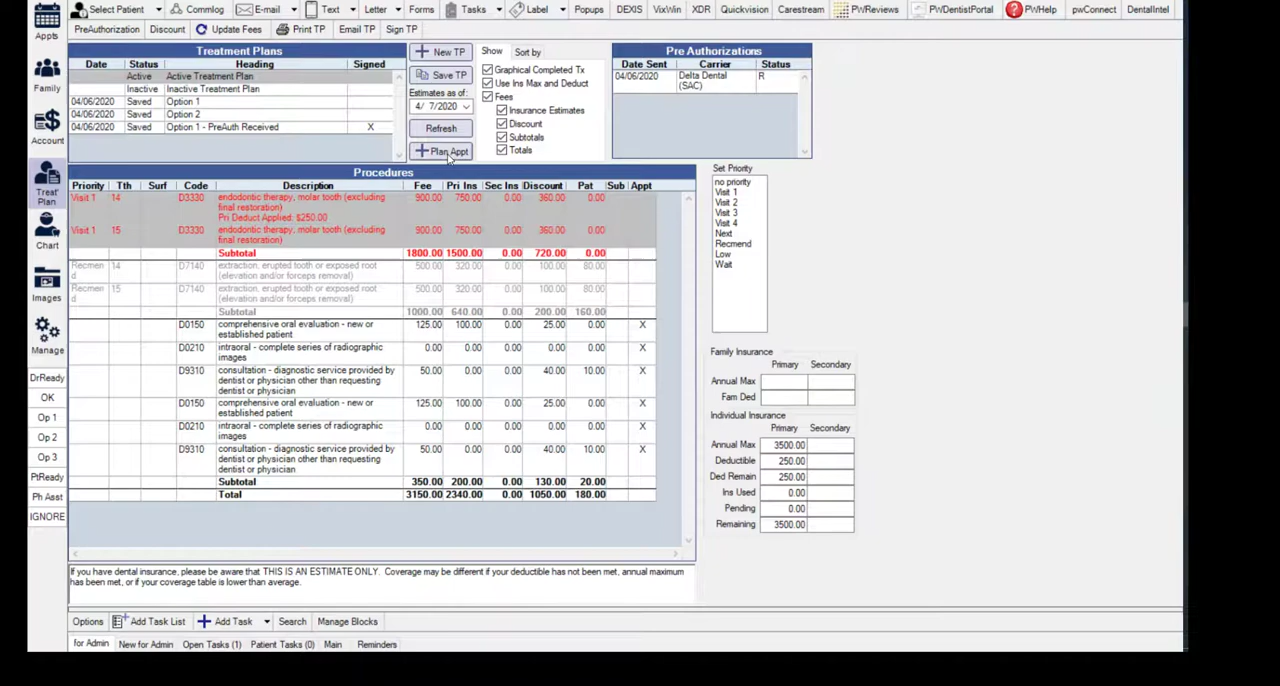 Select Patient Commlog E-mail Text Letter Forms Tasks Label Popups DEXIS VixWin XDR Quickvision Carestream PWReviews PWDentistPortal PWHelp pwConnect DentalIntel
PreAuthorization Discount Update Fees Print TP Email TP Sign TP
Appts
Family
Account
Treat' Plan
Chart
Images
Manage
DrReady
OK
Op 1
Op 2
Op 3
PtReady
Ph Asst
IGNORE
Treatment Plans
Date Status Heading Signed
Active Active Treatment Plan
Inactive Inactive Treatment Plan
04/06/2020 Saved Option 1
04/06/2020 Saved Option 2
04/06/2020 Saved Option 1 - PreAuth Received X
New TP
Save TP
Estimates as of:
4/ 7/2020
Refresh
Plan Appt
Show Sort by
Graphical Completed Tx
Use Ins Max and Deduct
Fees
Insurance Estimates
Discount
Subtotals
Totals
Pre Authorizations
Date Sent Carrier Status
04/06/2020 Delta Dental R
(SAC)
Procedures
Priority Tth Surf Code Description Fee Pri Ins Sec Ins Discount Pat Sub Appt
Visit 1 14 D3330 endodontic therapy, molar tooth (excluding 900.00 750.00 0.00 360.00 0.00
final restoration)
Pri Deduct Applied: $250.00
Visit 1 15 D3330 endodontic therapy, molar tooth (excluding 900.00 750.00 0.00 360.00 0.00
final restoration)
Subtotal 1800.00 1500.00 0.00 720.00 0.00
Recmen 14 D7140 extraction, erupted tooth or exposed root 500.00 320.00 0.00 100.00 80.00
d (elevation and/or forceps removal)
Recmen 15 D7140 extraction, erupted tooth or exposed root 500.00 320.00 0.00 100.00 80.00
d (elevation and/or forceps removal)
Subtotal 1000.00 640.00 0.00 200.00 160.00
D0150 comprehensive oral evaluation - new or 125.00 100.00 0.00 25.00 0.00 X
established patient
D0210 intraoral - complete series of radiographic 0.00 0.00 0.00 0.00 0.00 X
images
D9310 consultation - diagnostic service provided by 50.00 0.00 0.00 40.00 10.00 X
dentist or physician other than requesting
dentist or physician
D0150 comprehensive oral evaluation - new or 125.00 100.00 0.00 25.00 0.00 X
established patient
D0210 intraoral - complete series of radiographic 0.00 0.00 0.00 0.00 0.00 X
images
D9310 consultation - diagnostic service provided by 50.00 0.00 0.00 40.00 10.00 X
dentist or physician other than requesting
dentist or physician
Subtotal 350.00 200.00 0.00 130.00 20.00
Total 3150.00 2340.00 0.00 1050.00 180.00
Set Priority
no priority
Visit 1
Visit 2
Visit 3
Visit 4
Next
Recmend
Low
Wait
Family Insurance
Primary Secondary
Annual Max
Fam Ded
Individual Insurance
Primary Secondary
Annual Max 3500.00
Deductible 250.00
Ded Remain 250.00
Ins Used 0.00
Pending 0.00
Remaining 3500.00
If you have dental insurance, please be aware that THIS IS AN ESTIMATE ONLY. Coverage may be different if your deductible has not been met, annual maximum
has been met, or if your coverage table is lower than average.
Options Add Task List Add Task Search Manage Blocks
for Admin New for Admin Open Tasks (1) Patient Tasks (0) Main Reminders